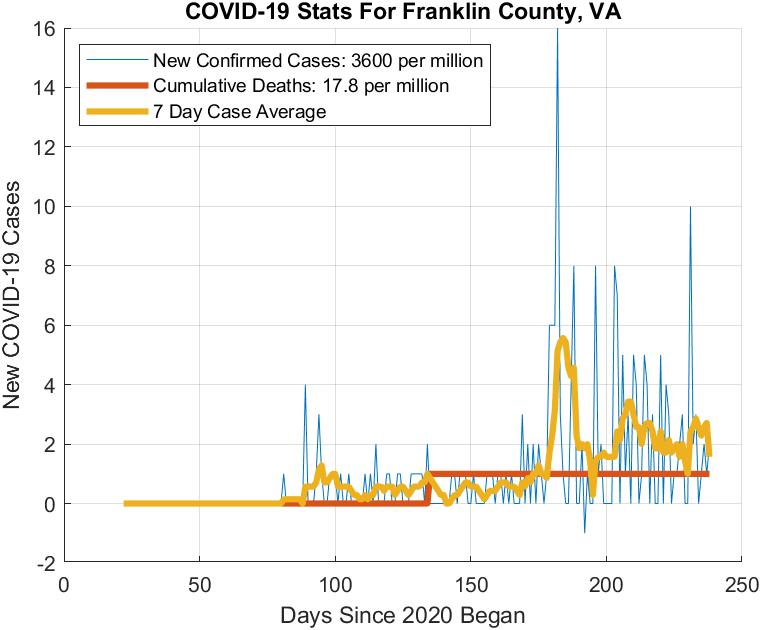 COVID-19 Stats For Franklin County, VA
New Confirmed Cases: 3600 per million
Cumulative Deaths: 17.8 per million
7 Day Case Average
New COVID-19 Cases
16
14
12
10
8
6
4
2
0
-2
0 50 100 150 200 250
Days Since 2020 Began